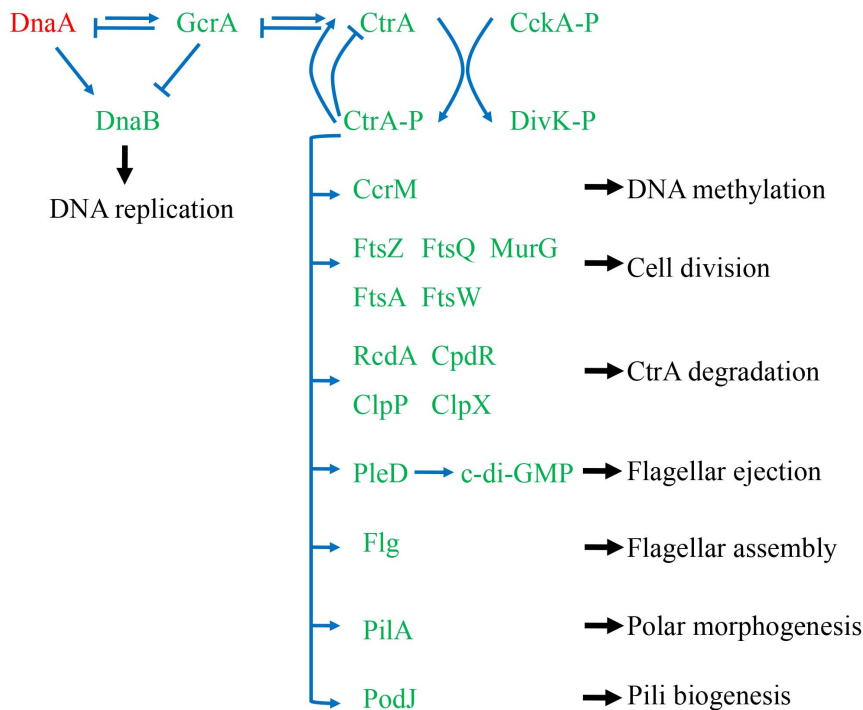 DnaA GcrA CtrA CckA-P
DnaB CtrA-P DivK-P
DNA replication
CcrM DNA methylation
FtsZ FtsQ MurG
Cell division
FtsA FtsW
RcdA CpdR
CtrA degradation
ClpP ClpX
PleD c-di-GMP Flagellar ejection
Flg Flagellar assembly
PilA Polar morphogenesis
PodJ Pili biogenesis